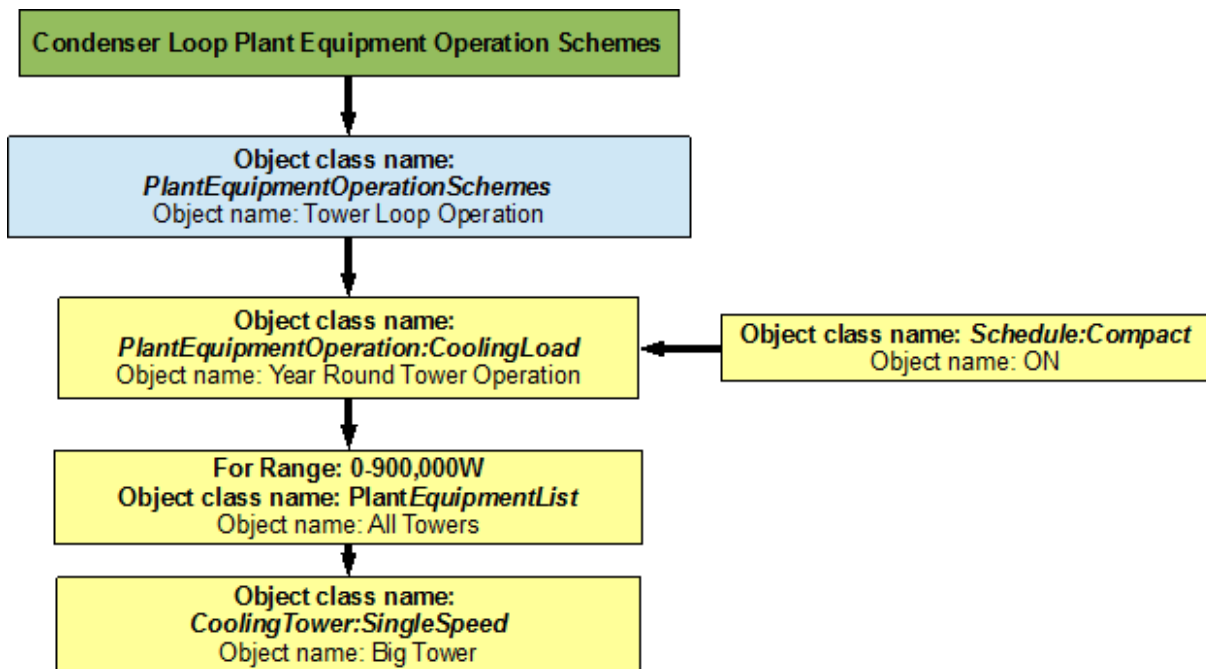 Condenser Loop Plant Equipment Operation Schemes
Object class name:
PlantEquipmentOperationSchemes
Object name: Tower Loop Operation
Object class name:
PlantEquipmentOperation:CoolingLoad
Object name: Year Round Tower Operation
Object class name: Schedule:Compact
Object name: ON
For Range: 0-900,000W
Object class name: PlantEquipmentList
Object name: All Towers
Object class name:
CoolingTower:SingleSpeed
Object name: Big Tower